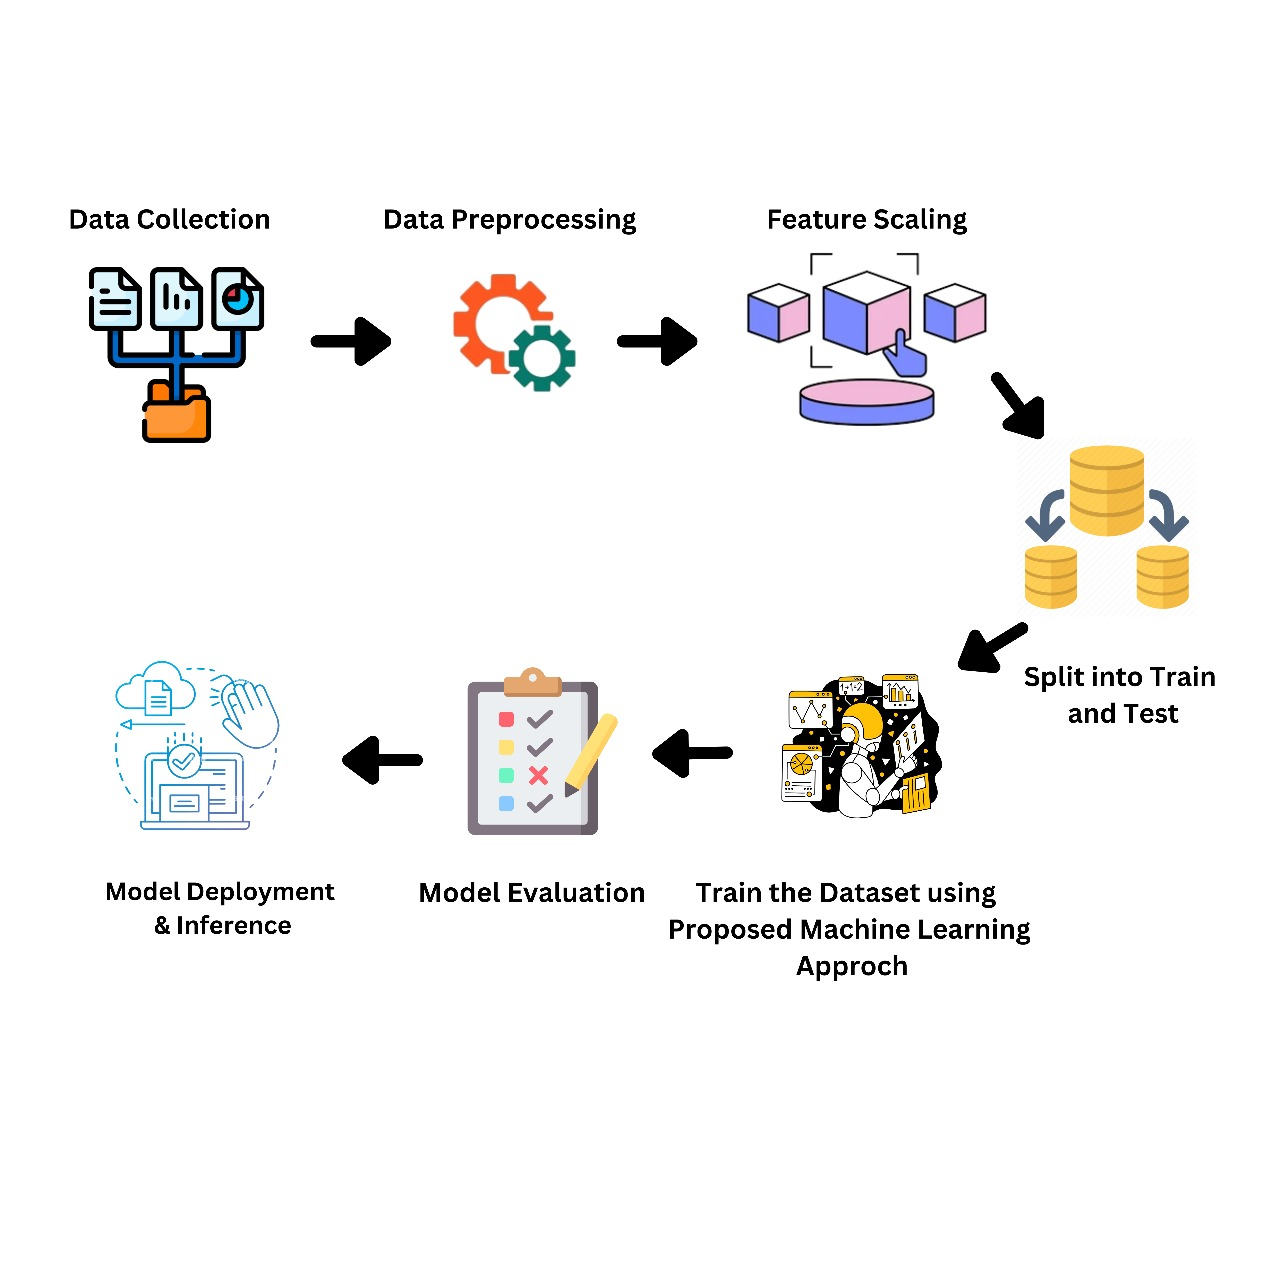 Data Collection
Data Preprocessing
Feature Scaling
Split into Train
and Test
Train the Dataset using
Proposed Machine Learning
Approch
Model Evaluation
Model Deployment
& Inference